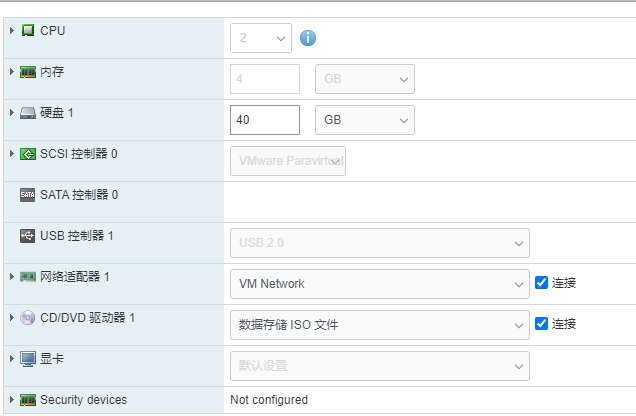 CPU 2
内存 4 GB
硬盘 1 40 GB
SCSI 控制器 0 VMware Paravirtual
SATA SATA 控制器 0
USB 控制器 1 USB 2.0
网络适配器 1 VM Network 连接
CD/DVD 驱动器 1 数据存储 ISO 文件 连接
显卡 默认设置
Security devices Not configured